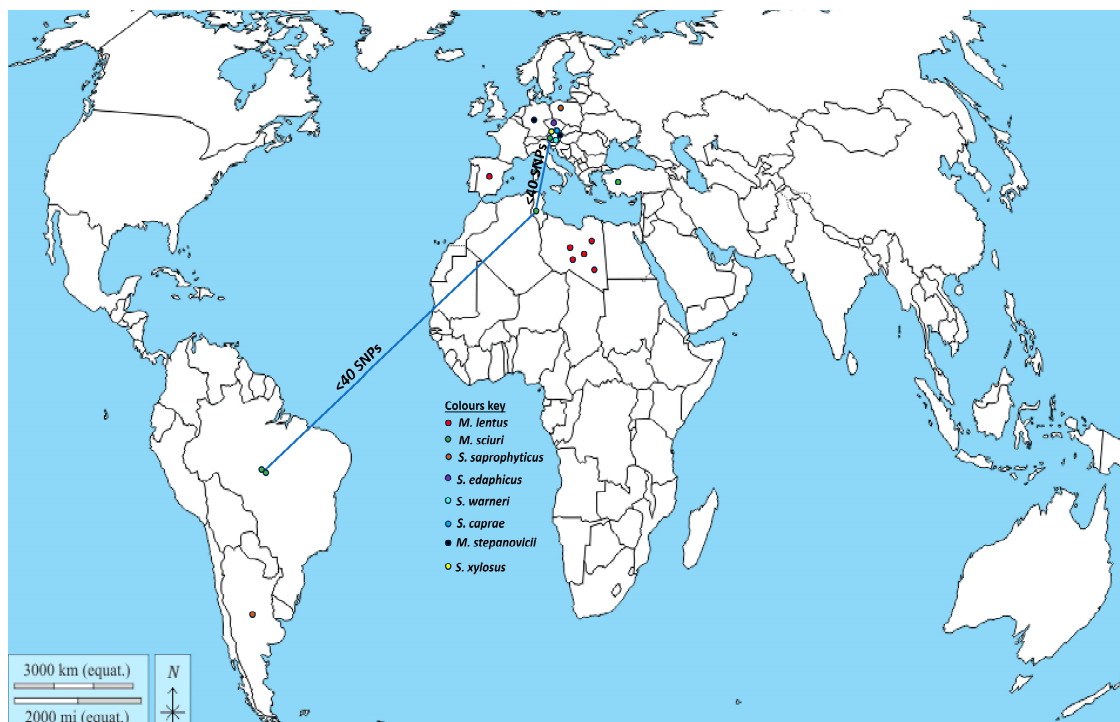 <40 SNPs
<40 SNPs
Colours key
M. lentus
M. sciuri
S. saprophyticus
S. edaphicus
S. warneri
S. caprae
M. stepanovicii
S. xylosus
3000 km (equat.)
2000 mi (equat.)
N